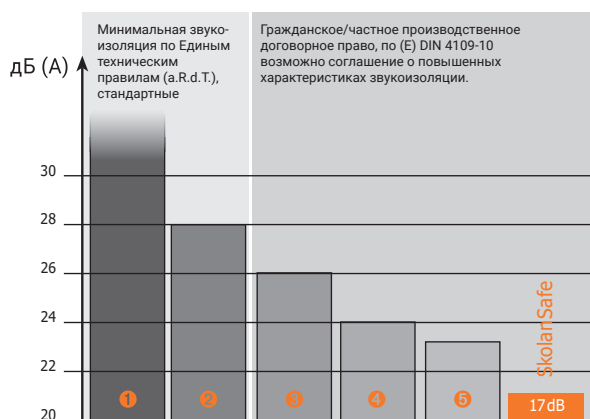 Минимальная звуко-
изоляция по Единым
техническим
правилам (a.R.d.T.),
стандартные
Гражданское/частное производственное
договорное право, по (E) DIN 4109-10
возможно соглашение о повышенных
характеристиках звукоизоляции.
дБ (A)
30
28
26
24
22
20
1
2
3
4
5
SkolanSafe
17dB